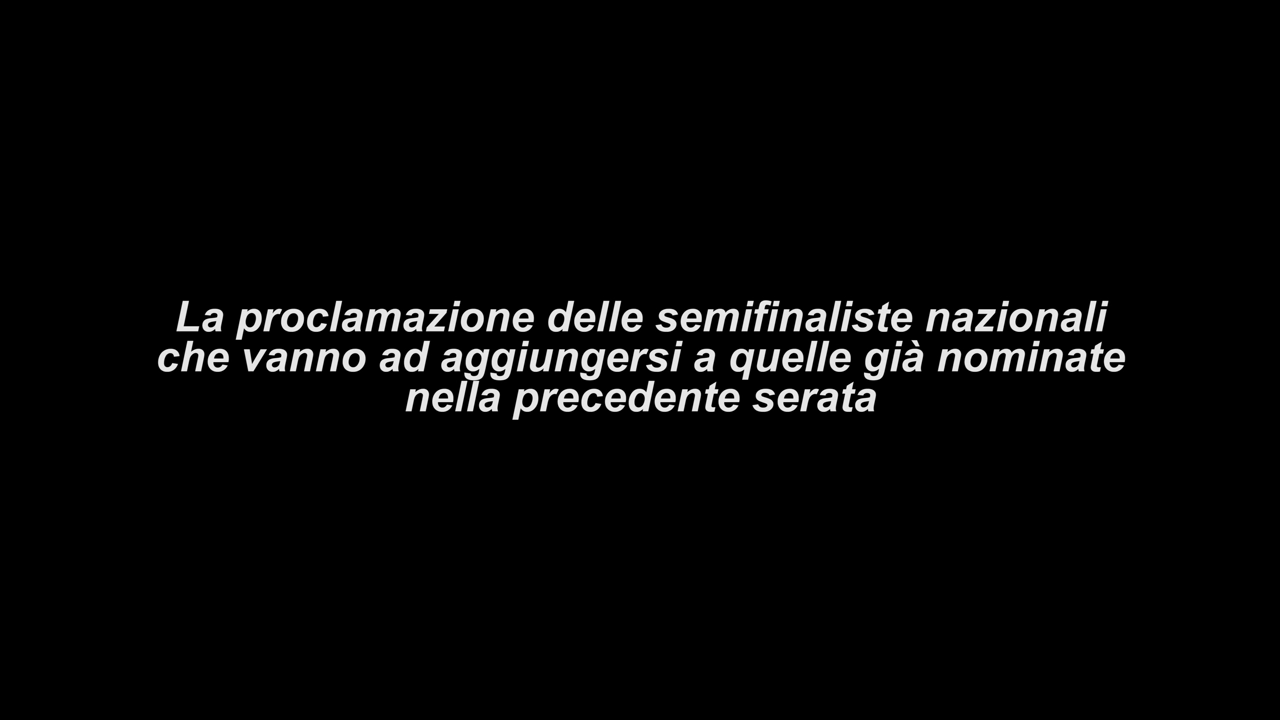 La proclamazione delle semifinaliste nazionali
che vanno ad aggiungersi a quelle già nominate
nella precedente serata